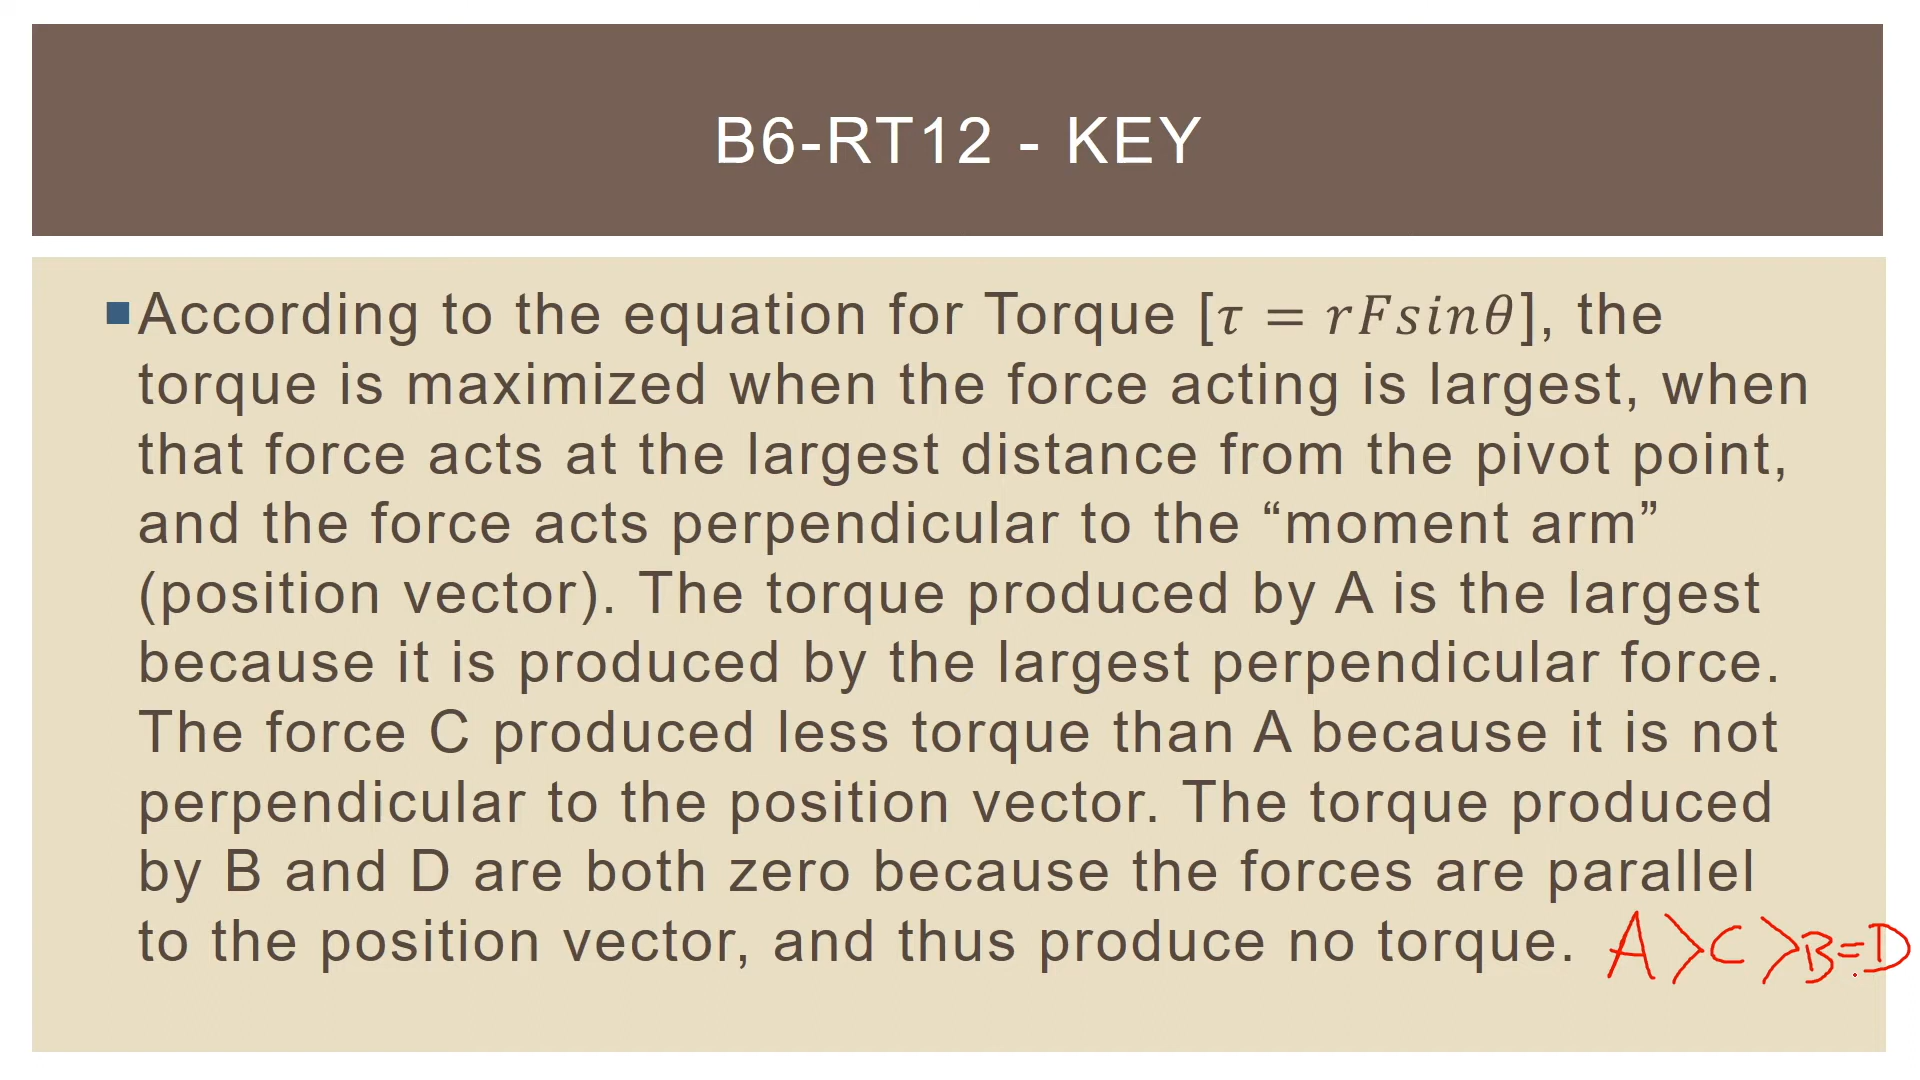 B6-RT12 - KEY
▪According to the equation for Torque [𝜏 = 𝑟𝐹𝑠𝑖𝑛𝜃], the
torque is maximized when the force acting is largest, when
that force acts at the largest distance from the pivot point,
and the force acts perpendicular to the “moment arm”
(position vector). The torque produced by A is the largest
because it is produced by the largest perpendicular force.
The force C produced less torque than A because it is not
perpendicular to the position vector. The torque produced
by B and D are both zero because the forces are parallel
to the position vector, and thus produce no torque. A>C>B=D